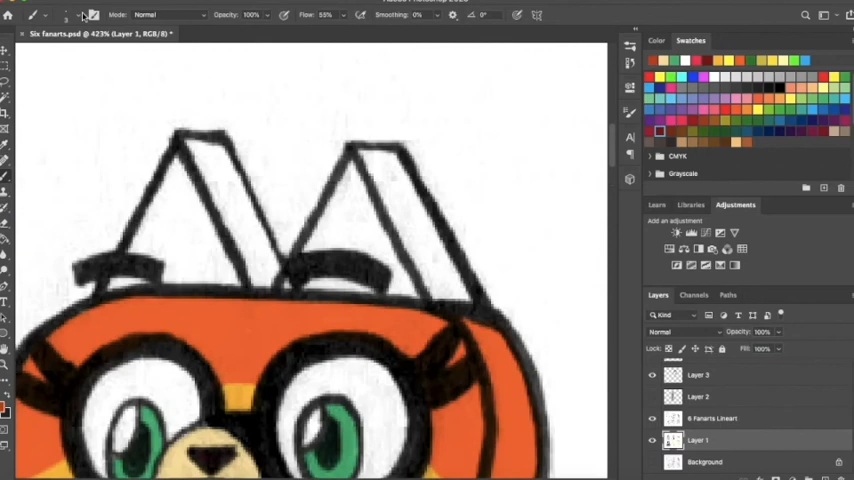 3
Mode: Normal
Opacity: 100%
Flow: 55%
Smoothing: 0%
0°
× Six fanarts.psd @ 423% (Layer 1, RGB/8) *
Color
Swatches
CMYK
Grayscale
Learn
Libraries
Adjustments
Add an adjustment
Layers
Channels
Paths
Kind
Normal
Opacity: 100%
Lock:
Fill: 100%
Layer 3
Layer 2
6 Fanarts Lineart
Layer 1
Background